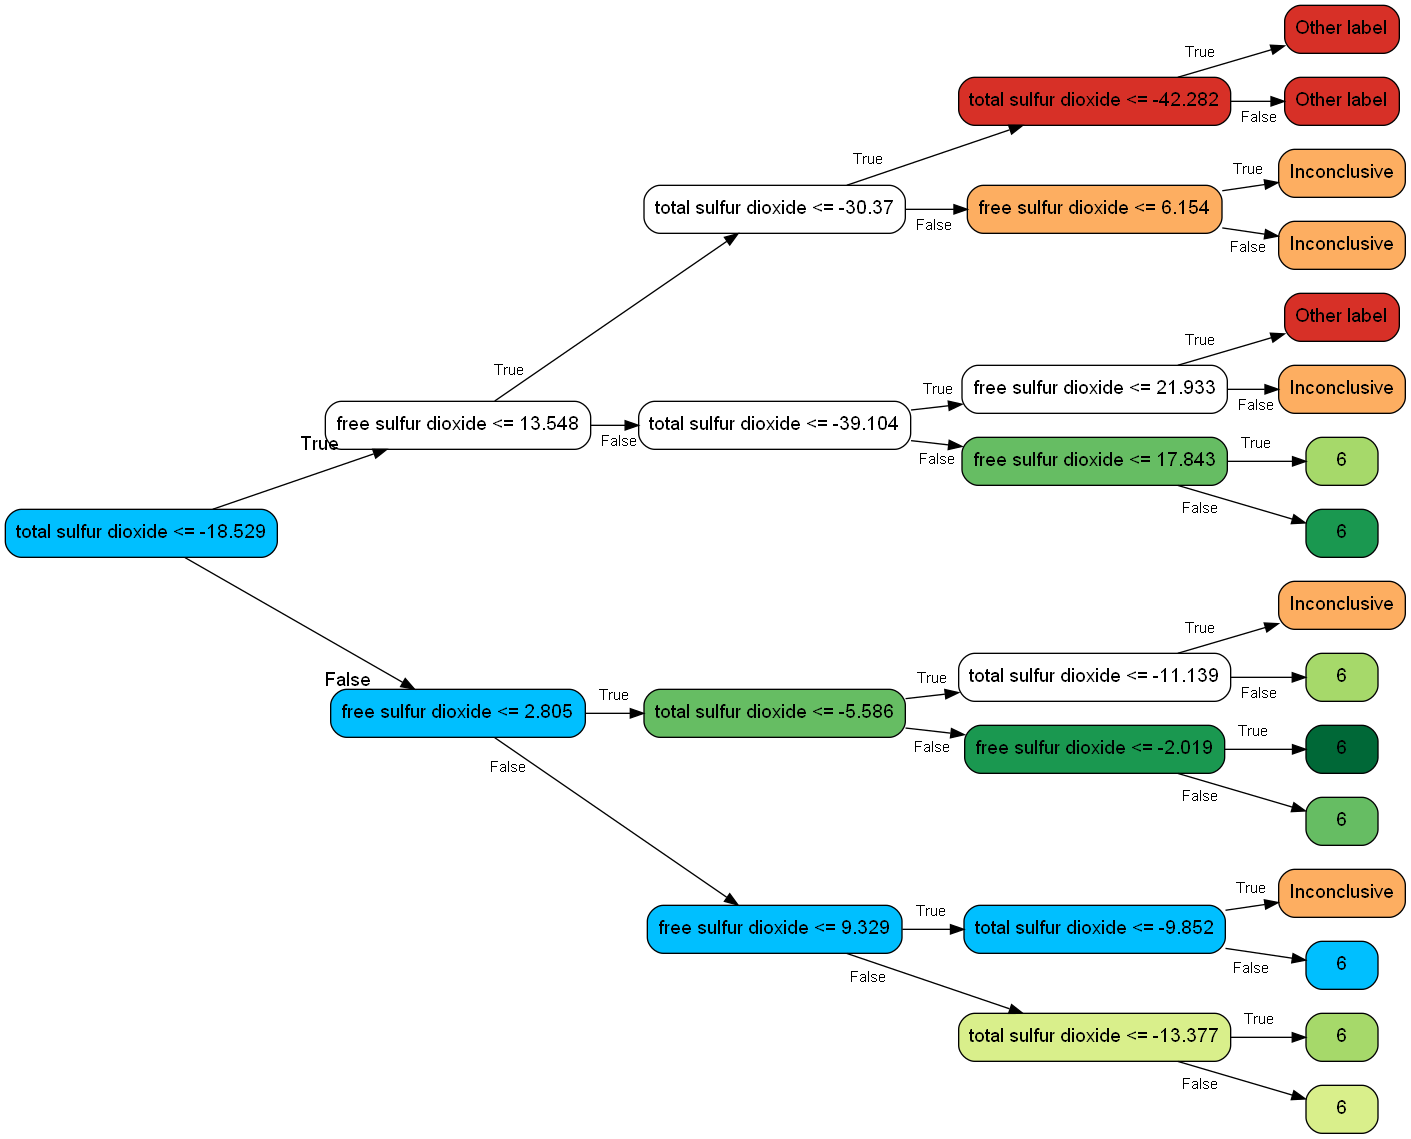 Other label
True
total sulfur dioxide <= -42.282
False
Other label
True
True
Inconclusive
total sulfur dioxide <= -30.37
False
free sulfur dioxide <= 6.154
False
Inconclusive
True
Other label
True
free sulfur dioxide <= 21.933
False
Inconclusive
True
free sulfur dioxide <= 13.548
False
total sulfur dioxide <= -39.104
False
free sulfur dioxide <= 17.843
True
6
True
False
6
total sulfur dioxide <= -18.529
False
Inconclusive
True
total sulfur dioxide <= -11.139
False
6
free sulfur dioxide <= 2.805
True
total sulfur dioxide <= -5.586
True
False
free sulfur dioxide <= -2.019
True
6
False
6
False
Inconclusive
True
free sulfur dioxide <= 9.329
True
total sulfur dioxide <= -9.852
False
6
False
total sulfur dioxide <= -13.377
True
6
False
6